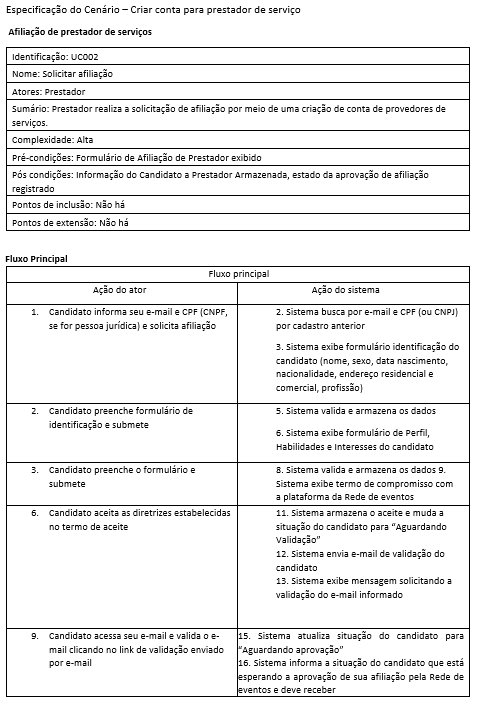 Especificação do Cenário – Criar conta para prestador de serviço
Afiliação de prestador de serviços
Identificação: UC002
Nome: Solicitar afiliação
Atores: Prestador
Sumário: Prestador realiza a solicitação de afiliação por meio de uma criação de conta de provedores de
serviços.
Complexidade: Alta
Pré-condições: Formulário de Afiliação de Prestador exibido
Pós condições: Informação do Candidato a Prestador Armazenada, estado da aprovação de afiliação
registrado
Pontos de inclusão: Não há
Pontos de extensão: Não há
Fluxo Principal
Fluxo principal
Ação do ator
Ação do sistema
1. Candidato informa seu e-mail e CPF (CNPF,
se for pessoa jurídica) e solicita afiliação
2. Sistema busca por e-mail e CPF (ou CNPJ)
por cadastro anterior
3. Sistema exibe formulário identificação do
candidato (nome, sexo, data nascimento,
nacionalidade, endereço residencial e
comercial, profissão)
2. Candidato preenche formulário de
identificação e submete
5. Sistema valida e armazena os dados
6. Sistema exibe formulário de Perfil,
Habilidades e Interesses do candidato
3. Candidato preenche o formulário e
submete
8. Sistema valida e armazena os dados 9.
Sistema exibe termo de compromisso com
a plataforma da Rede de eventos
6. Candidato aceita as diretrizes estabelecidas
no termo de aceite
11. Sistema armazena o aceite e muda a
situação do candidato para “Aguardando
Validação”
12. Sistema envia e-mail de validação do
candidato
13. Sistema exibe mensagem solicitando a
validação do e-mail informado
9. Candidato acessa seu e-mail e valida o e-
mail clicando no link de validação enviado
por e-mail
15. Sistema atualiza situação do candidato para
“Aguardando aprovação”
16. Sistema informa a situação do candidato que está
esperando a aprovação de sua afiliação pela Rede de
eventos e deve receber